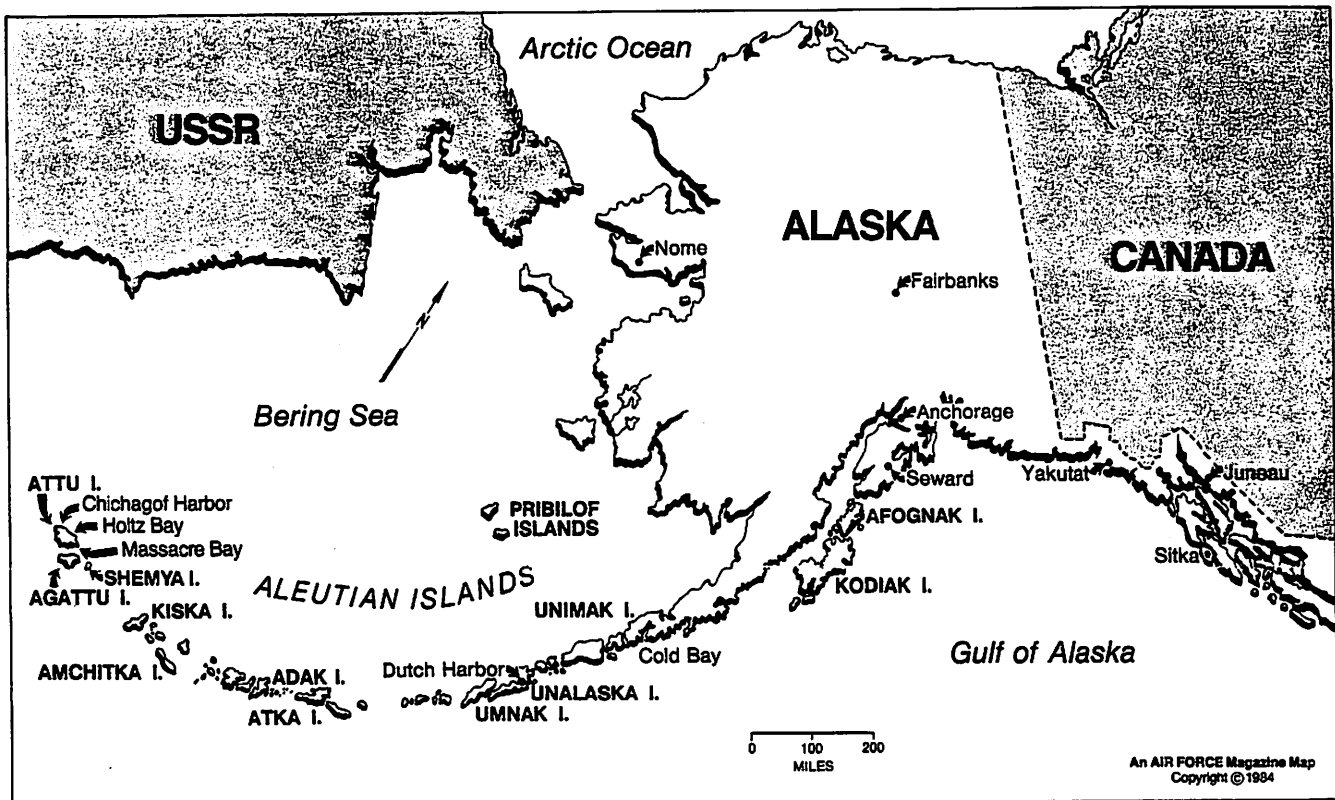 Arctic Ocean
USSR
ALASKA
CANADA
Nome
Fairbanks
N
Bering Sea
Anchorage
Yakutat
Juneau
Seward
ATTU I.
Chichagof Harbor
Holtz Bay
Massacre Bay
SHEMYA I.
AGATTU I.
PRIBILOF
ISLANDS
AFOGNAK I.
Sitka
KODIAK I.
ALEUTIAN ISLANDS
KISKA I.
UNIMAK I.
Cold Bay
Gulf of Alaska
AMCHITKA I.
ADAK I.
Dutch Harbor
UNALASKA I.
ATKA I.
UMNAK I.
0 100 200
MILES
An AIR FORCE Magazine Map
Copyright © 1984